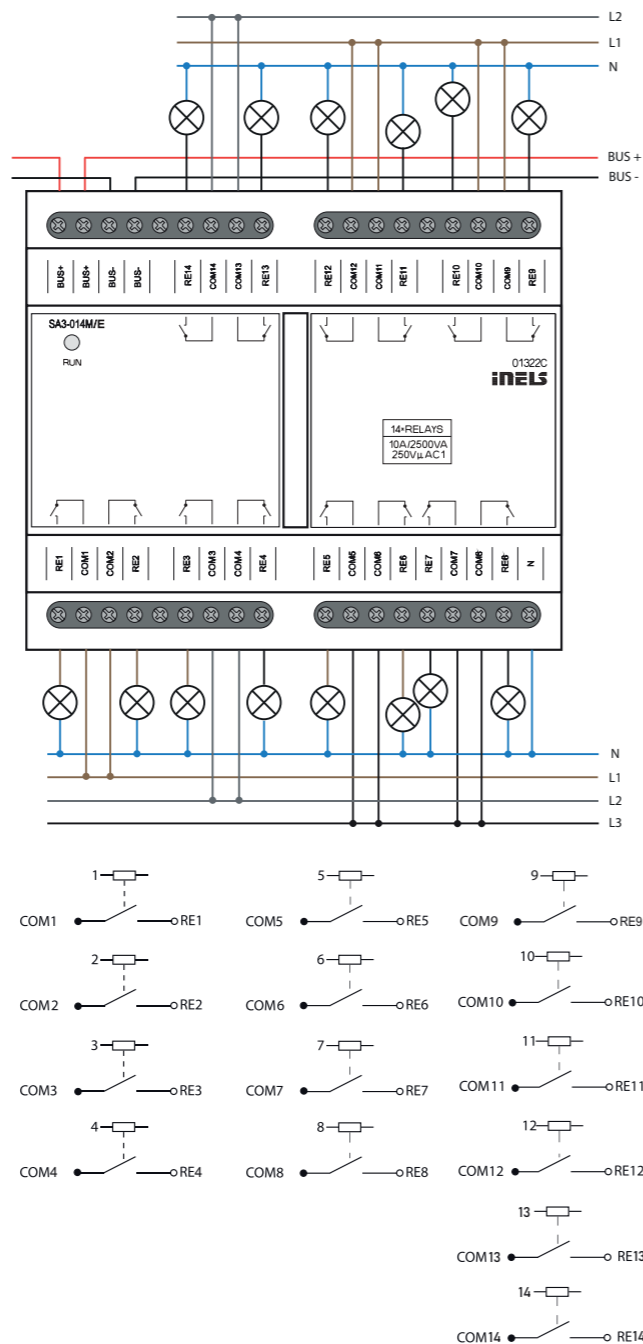 L2
L1
N
BUS +
BUS -
BUS+ BUS+ BUS- BUS- RE14 COM14 COM13 RE13 RE12 COM12 COM11 RE11 RE10 COM10 COM9 RE9
SA3-014M/E
RUN
01322C
iNELS
14×RELAYS
10A/2500VA
250VµAC1
RE1 COM1 COM2 RE2 RE3 COM3 COM4 RE4 RE5 COM5 COM6 RE6 RE7 COM7 COM8 RE8 N
N
L1
L2
L3
1 5 9
COM1 RE1 COM5 RE5 COM9 RE9
2 6 10
COM2 RE2 COM6 RE6 COM10 RE10
3 7 11
COM3 RE3 COM7 RE7 COM11 RE11
4 8 12
COM4 RE4 COM8 RE8 COM12 RE12
13
COM13 RE13
14
COM14 RE14